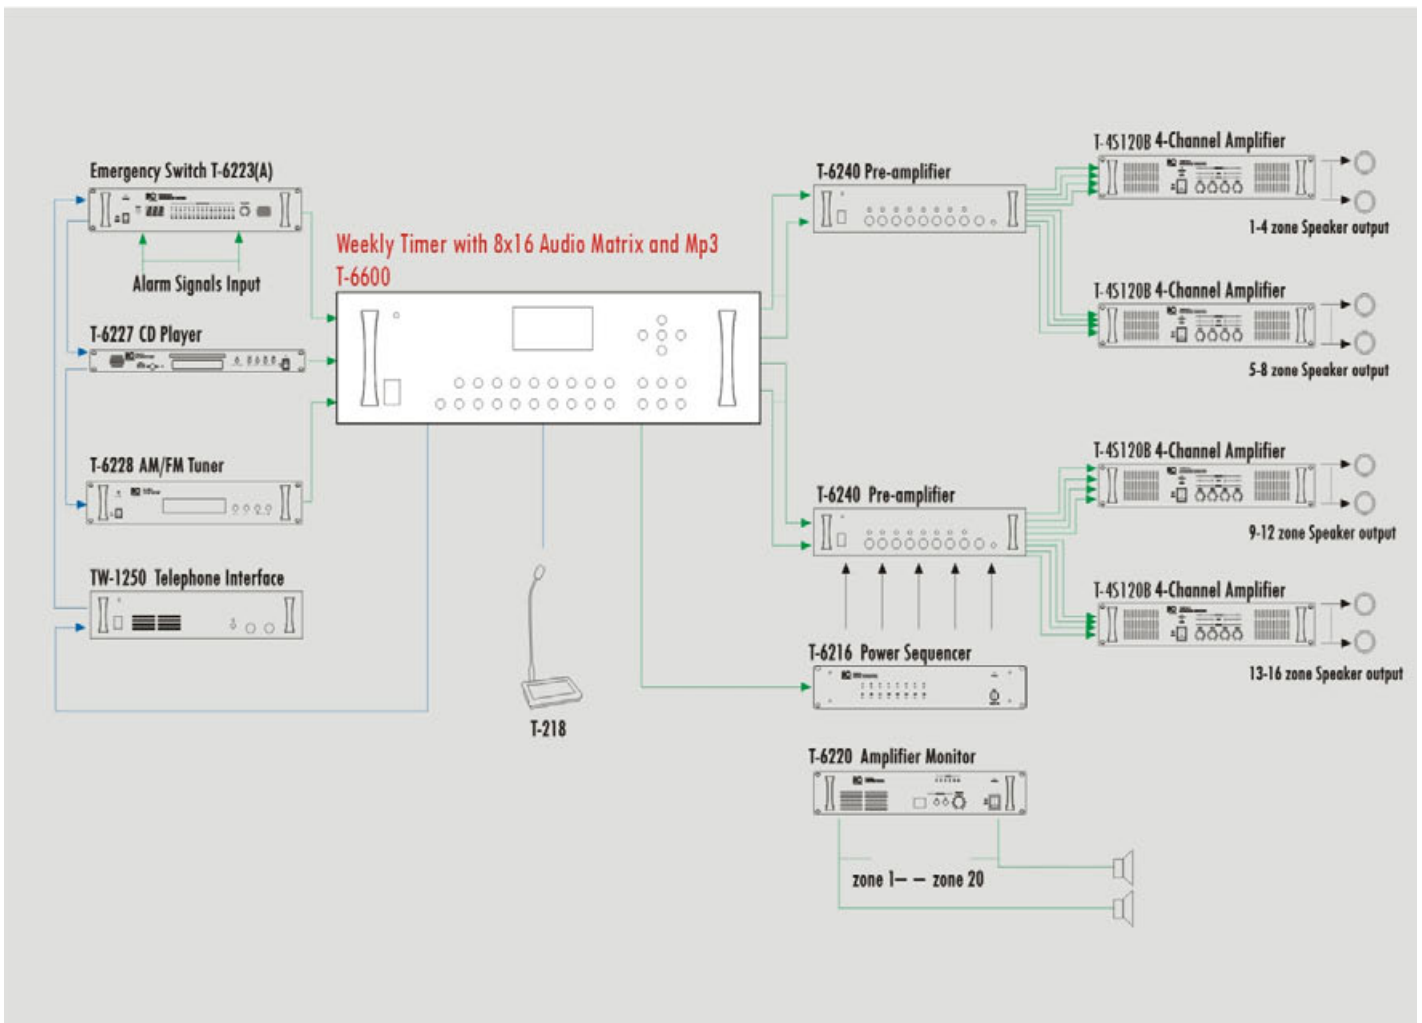 Emergency Switch T-6223(A)
Alarm Signals Input
T-6227 CD Player
T-6228 AM/FM Tuner
TW-1250 Telephone Interface
Weekly Timer with 8x16 Audio Matrix and Mp3
T-6600
T-218
T-6240 Pre-amplifier
T-6240 Pre-amplifier
T-6216 Power Sequencer
T-6220 Amplifier Monitor
zone 1— — zone 20
T-4S120B 4-Channel Amplifier
1-4 zone Speaker output
T-4S120B 4-Channel Amplifier
5-8 zone Speaker output
T-4S120B 4-Channel Amplifier
9-12 zone Speaker output
T-4S120B 4-Channel Amplifier
13-16 zone Speaker output